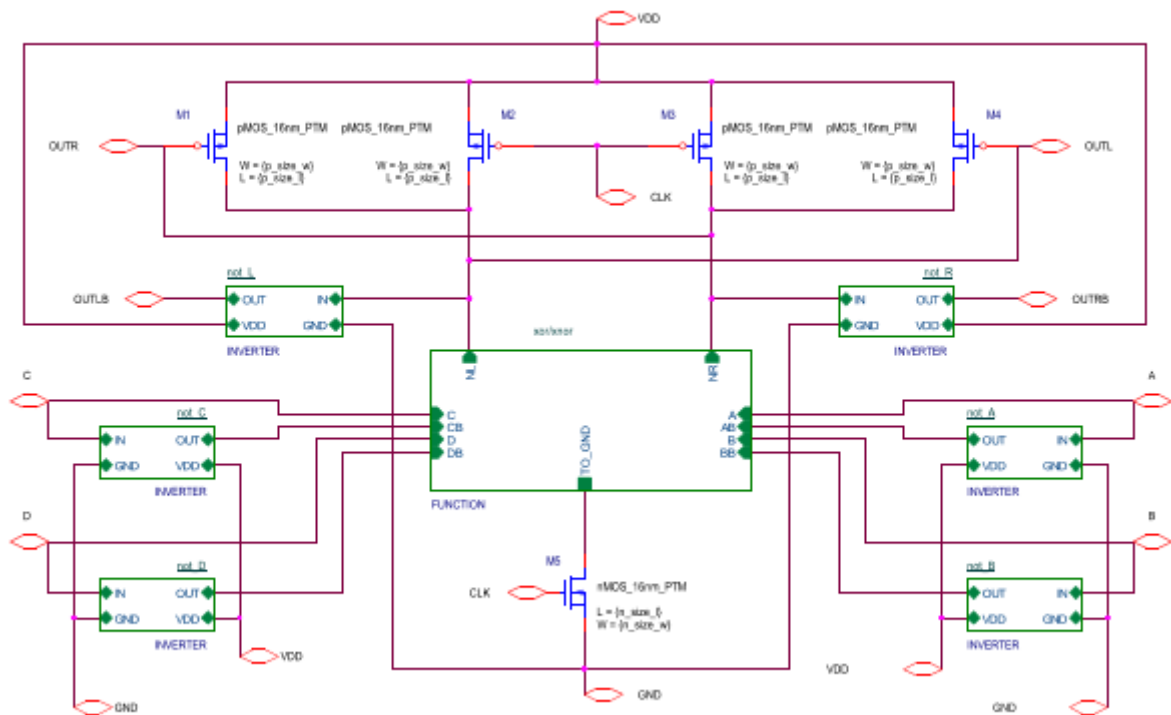 VDD
M1
M2
M3
M4
pMOS_16nm_PTM
pMOS_16nm_PTM
pMOS_16nm_PTM
pMOS_16nm_PTM
OUTR
OUTL
W = {p_size_w}
L = {p_size_l}
W = {p_size_w}
L = {p_size_l}
W = {p_size_w}
L = {p_size_l}
W = {p_size_w}
L = {p_size_l}
CLK
not_L
not_R
OUTLB
OUT
IN
VDD
GND
INVERTER
IN
OUT
GND
VDD
INVERTER
OUTRB
xor/xnor
NL
NR
C
CB
D
DB
A
AB
B
BB
TO_GND
FUNCTION
C
not_C
IN
OUT
GND
VDD
INVERTER
A
not_A
OUT
IN
VDD
GND
INVERTER
D
not_D
IN
OUT
GND
VDD
INVERTER
B
not_B
OUT
IN
VDD
GND
INVERTER
M5
nMOS_16nm_PTM
CLK
L = {n_size_l}
W = {n_size_w}
VDD
GND
GND
VDD
GND